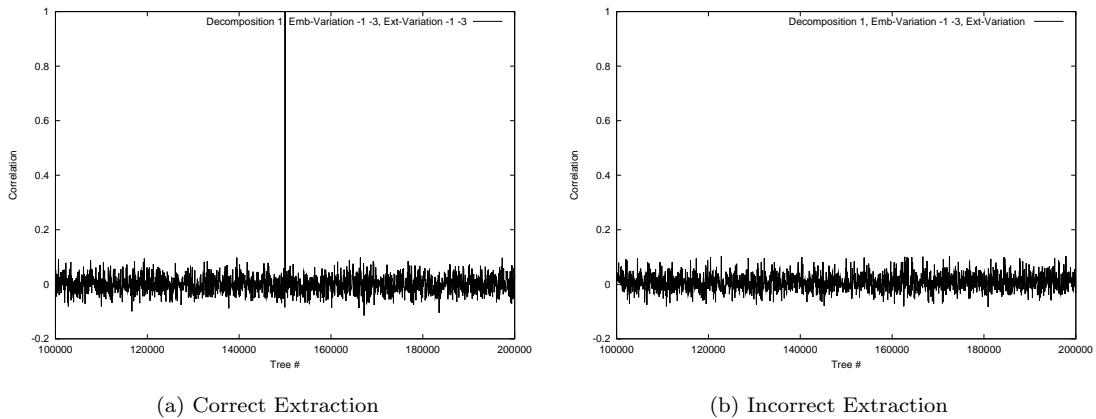 Decomposition 1, Emb-Variation -1 -3, Ext-Variation -1 -3
1
0.8
0.6
0.4
0.2
0
-0.2
Correlation
100000 120000 140000 160000 180000 200000
Tree #
(a) Correct Extraction
Decomposition 1, Emb-Variation -1 -3, Ext-Variation
1
0.8
0.6
0.4
0.2
0
-0.2
Correlation
100000 120000 140000 160000 180000 200000
Tree #
(b) Incorrect Extraction